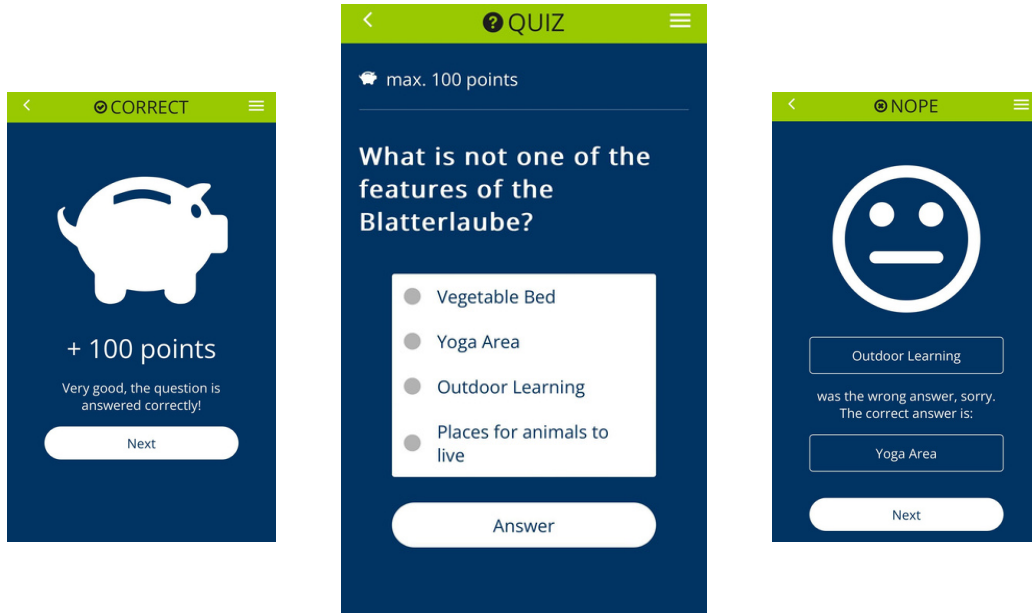 CORRECT
+ 100 points
Very good, the question is
answered correctly!
Next
QUIZ
max. 100 points
What is not one of the
features of the
Blatterlaube?
Vegetable Bed
Yoga Area
Outdoor Learning
Places for animals to
live
Answer
NOPE
Outdoor Learning
was the wrong answer, sorry.
The correct answer is:
Yoga Area
Next